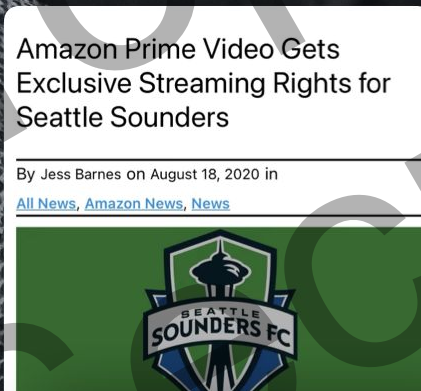 Amazon Prime Video Gets
Exclusive Streaming Rights for
Seattle Sounders
By Jess Barnes on August 18, 2020 in
All News, Amazon News, News
SEATTLE
SOUNDERS FC